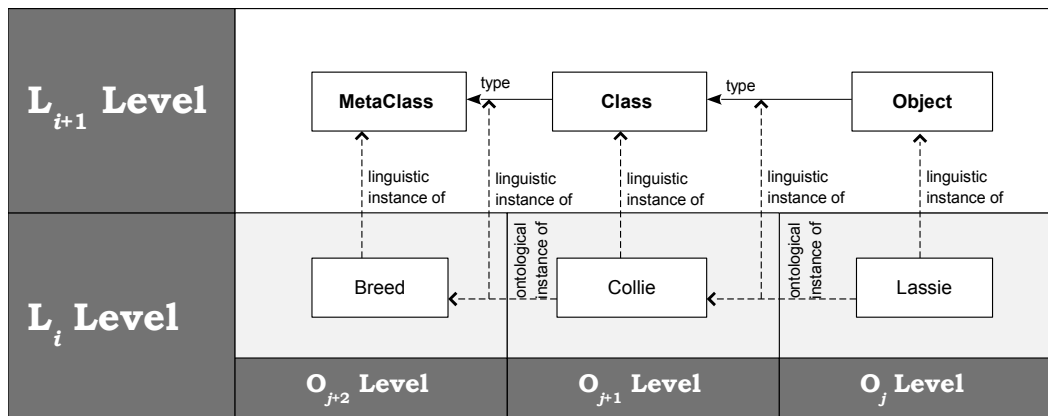 L i+1 Level
type
type
MetaClass
Class
Object
linguistic
instance of
linguistic
instance of
linguistic
instance of
linguistic
instance of
linguistic
instance of
L i Level
ontological
instance of
ontological
instance of
Breed
Collie
Lassie
O j+2 Level
O j+1 Level
O j Level